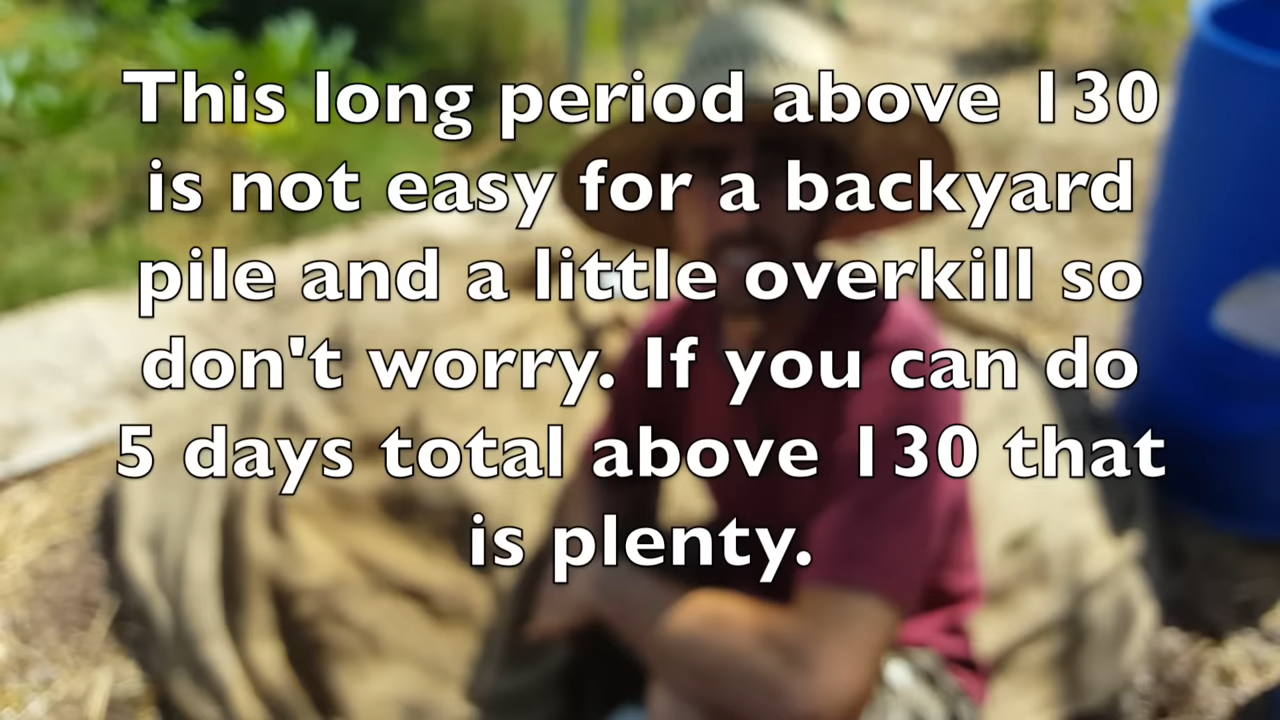 This long period above 130
is not easy for a backyard
pile and a little overkill so
don't worry. If you can do
5 days total above 130 that
is plenty.